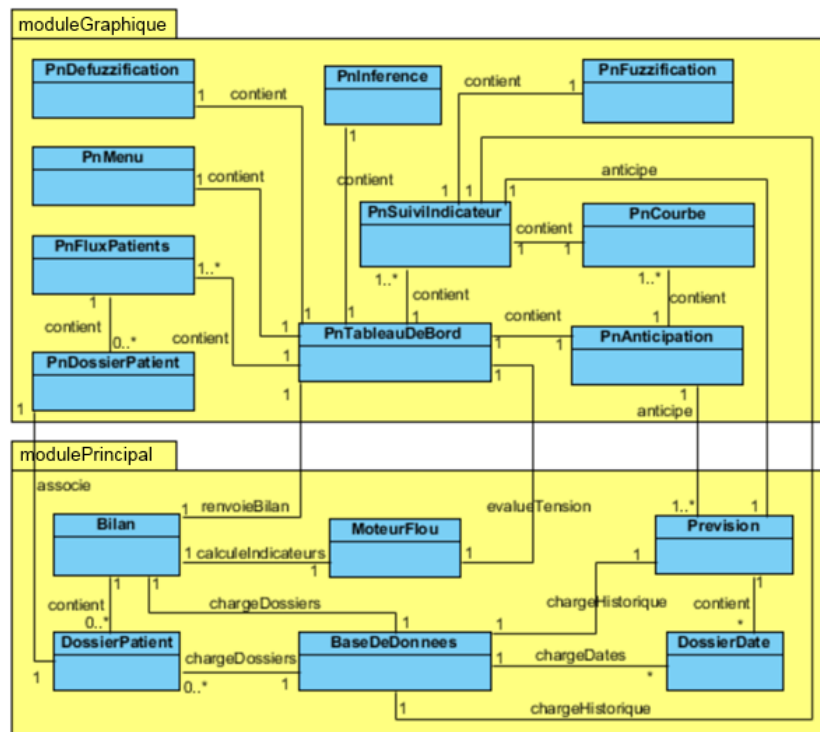 moduleGraphique
PnDefuzzification
PnInference
PnFuzzification
1
contient
1
contient
1
1
PnMenu
contient
anticipe
1
contient
1
1
1
PnSuiviIndicateur
PnCourbe
contient
1
1
PnFluxPatients
1..*
1..*
1..*
1
contient
contient
contient
0..*
contient
1
1
1
1
1
PnTableauDeBord
contient
PnAnticipation
1
1
1
PnDossierPatient
1
1
1
1
anticipe
modulePrincipal
associe
renvoieBilan
evalueTension
1
1..*
1
Bilan
MoteurFlou
Prevision
1
calculeIndicateurs
1
1
1
1
1
1
contient
chargeDossiers
chargeHistorique
contient
0..*
1
1
*
DossierPatient
BaseDeDonnees
DossierDate
chargeDossiers
1
chargeDates
1
0..*
1
*
1
chargeHistorique